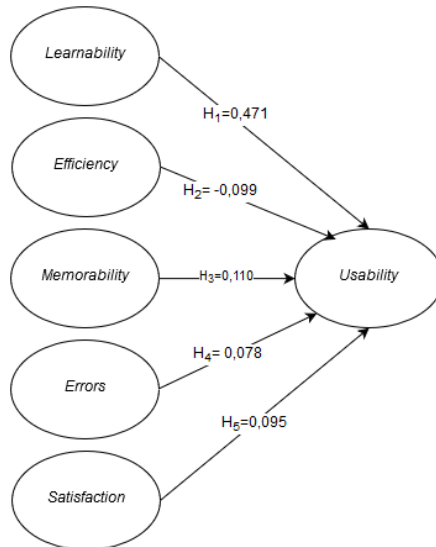 Learnability
H₁=0,471
Efficiency
H₂= -0,099
Memorability
H₃=0,110
Usability
Errors
H₄= 0,078
H₅=0,095
Satisfaction